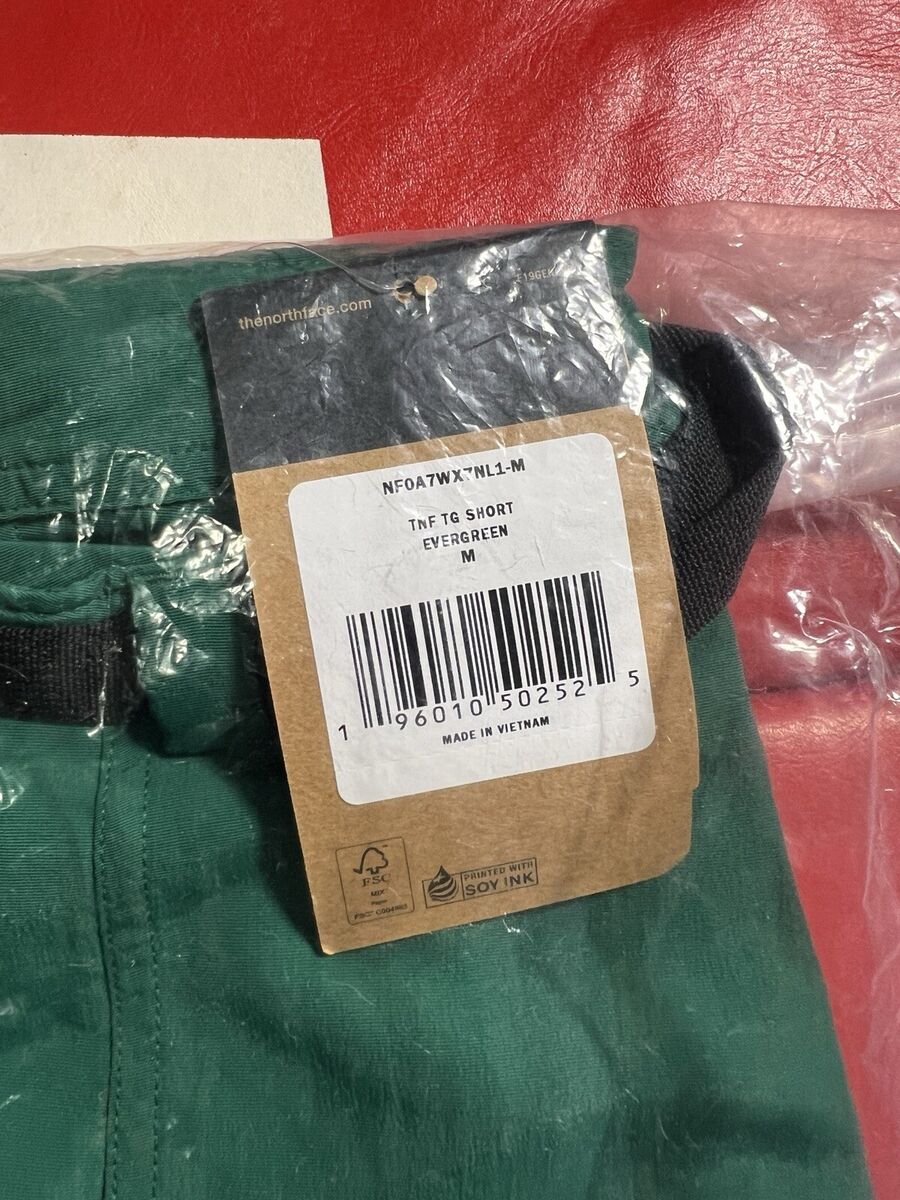 thenorthface.com
NF0A7WX7NL1-M
TNF TG SHORT
EVERGREEN
M
1 96010 50252 5
MADE IN VIETNAM
FSC
MIX
Paper
PRINTED WITH
SOY INK